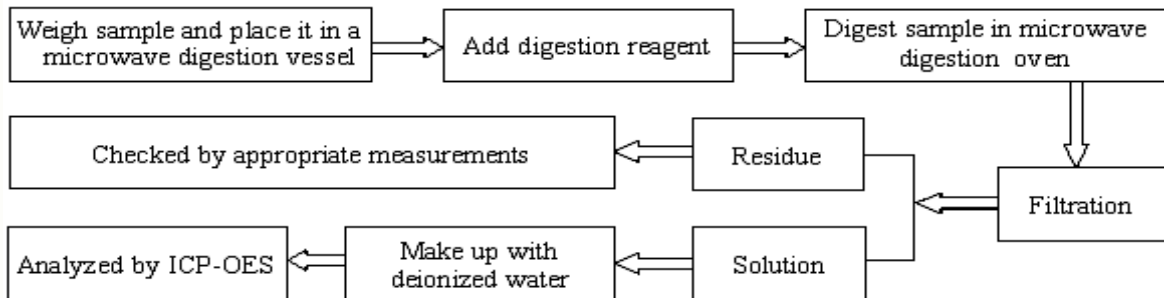 Weigh sample and place it in a
microwave digestion vessel
Add digestion reagent
Digest sample in microwave
digestion oven
Checked by appropriate measurements
Residue
Filtration
Analyzed by ICP-OES
Make up with
deionized water
Solution